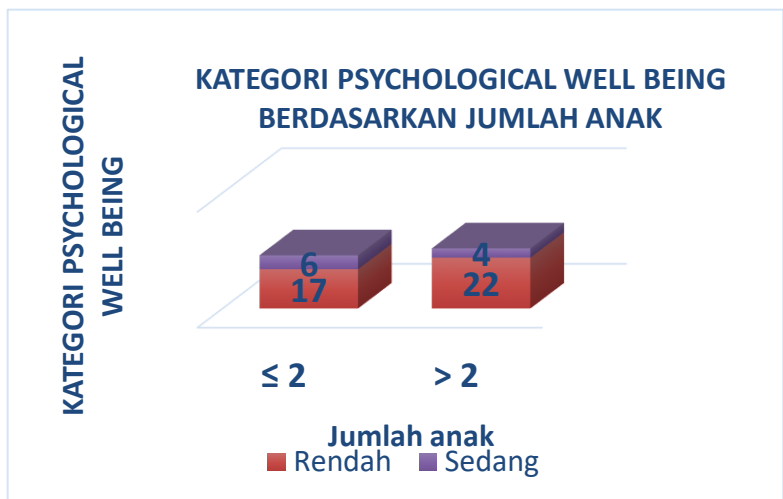 KATEGORI PSYCHOLOGICAL WELL BEING
BERDASARKAN JUMLAH ANAK
KATEGORI PSYCHOLOGICAL
WELL BEING
6
17
4
22
≤ 2
> 2
Jumlah anak
Rendah
Sedang